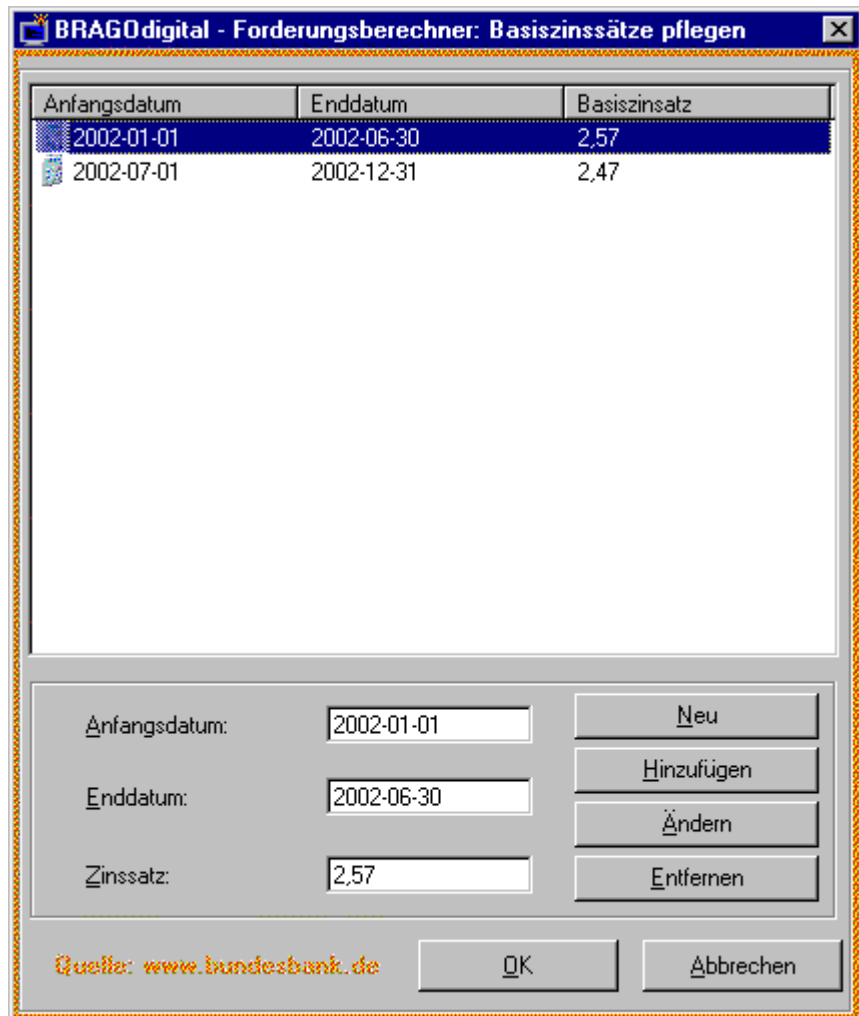 BRAGOdigital - Forderungsberechner: Basiszinssätze pflegen
Anfangsdatum Enddatum Basiszinsatz
2002-01-01 2002-06-30 2,57
2002-07-01 2002-12-31 2,47
Anfangsdatum: 2002-01-01
Enddatum: 2002-06-30
Zinssatz: 2,57
Neu
Hinzufügen
Ändern
Entfernen
Quelle: www.bundesbank.de OK Abbrechen